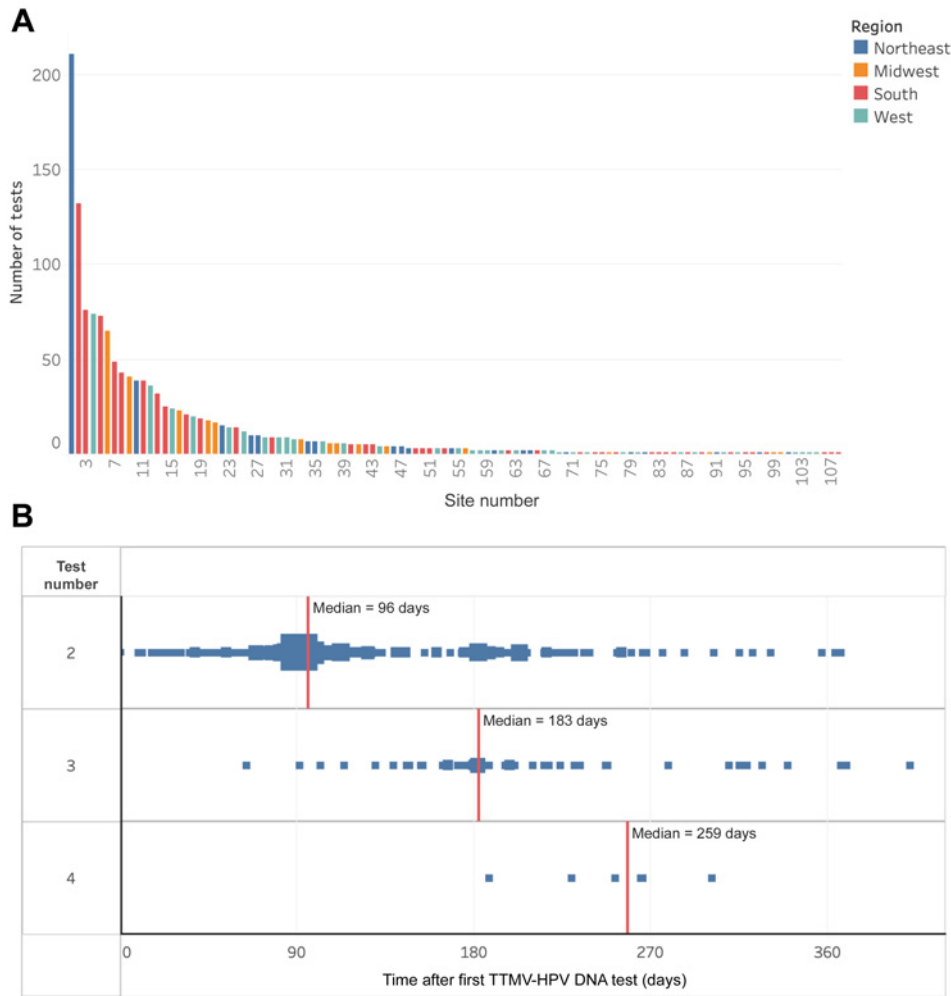 A
Region
Northeast
Midwest
South
West
Number of tests
200
150
100
50
0
3 7 11 15 19 23 27 31 35 39 43 47 51 55 59 63 67 71 75 79 83 87 91 95 99 103 107
Site number
B
Test
number
Median = 96 days
2
Median = 183 days
3
Median = 259 days
4
0 90 180 270 360
Time after first TTMV-HPV DNA test (days)